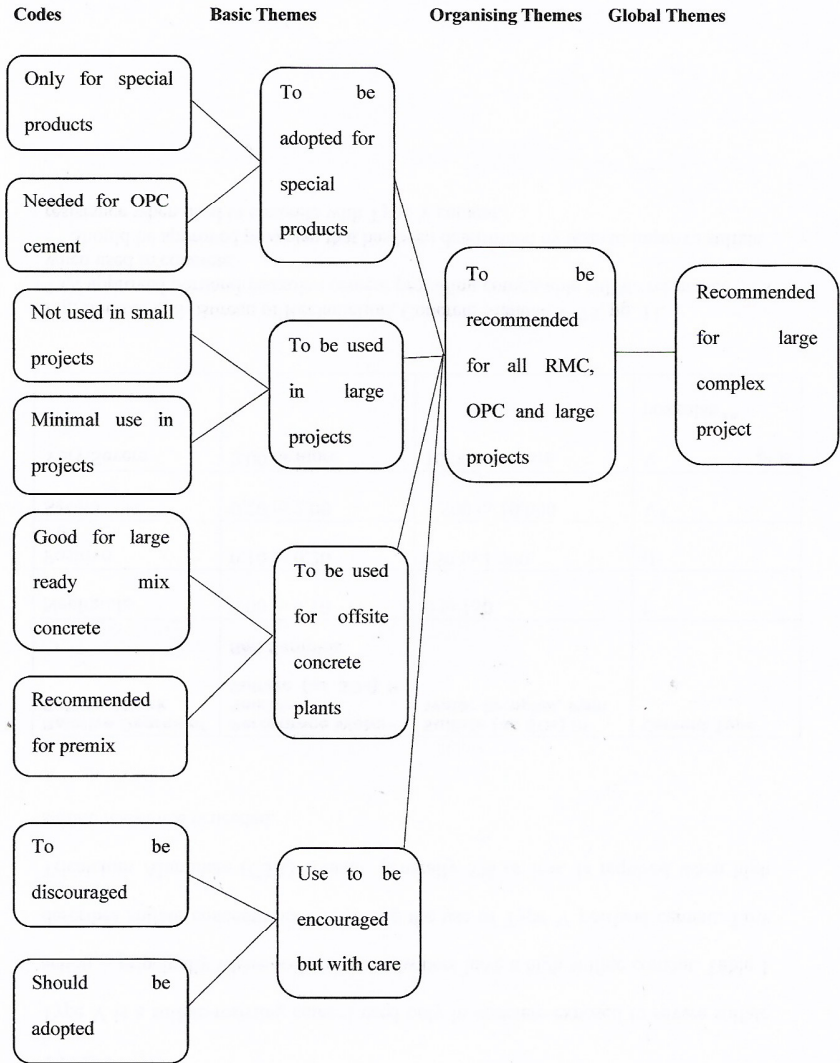 Codes Basic Themes Organising Themes Global Themes
Only for special
products
Needed for OPC
cement
Not used in small
projects
Minimal use in
projects
Good for large
ready mix
concrete
Recommended
for premix
To be
discouraged
Should be
adopted
To be
adopted for
special
products
To be used
in large
projects
To be used
for offsite
concrete
plants
Use to be
encouraged
but with care
To be
recommended
for all RMC,
OPC and large
projects
Recommended
for large
complex
project